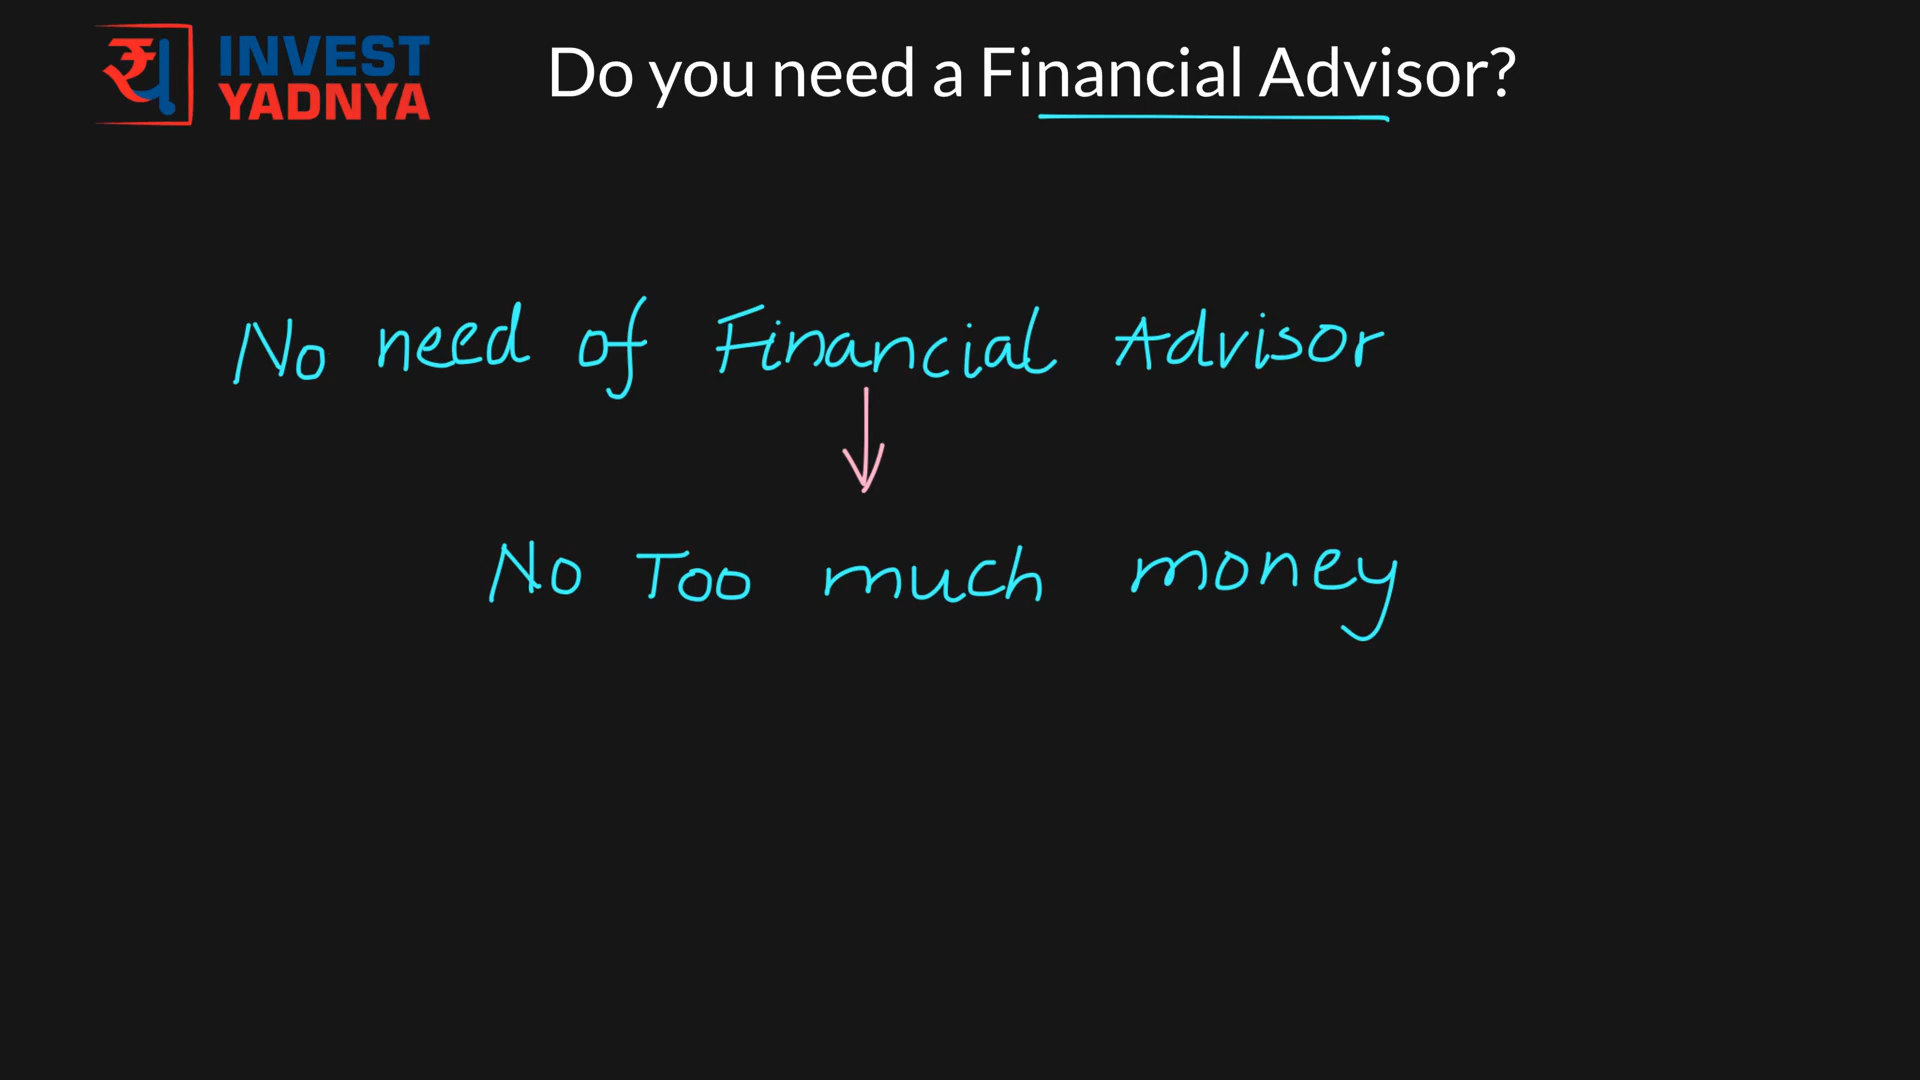 INVEST
YADNYA
Do you need a Financial Advisor?
No need of Financial Advisor
No Too much money